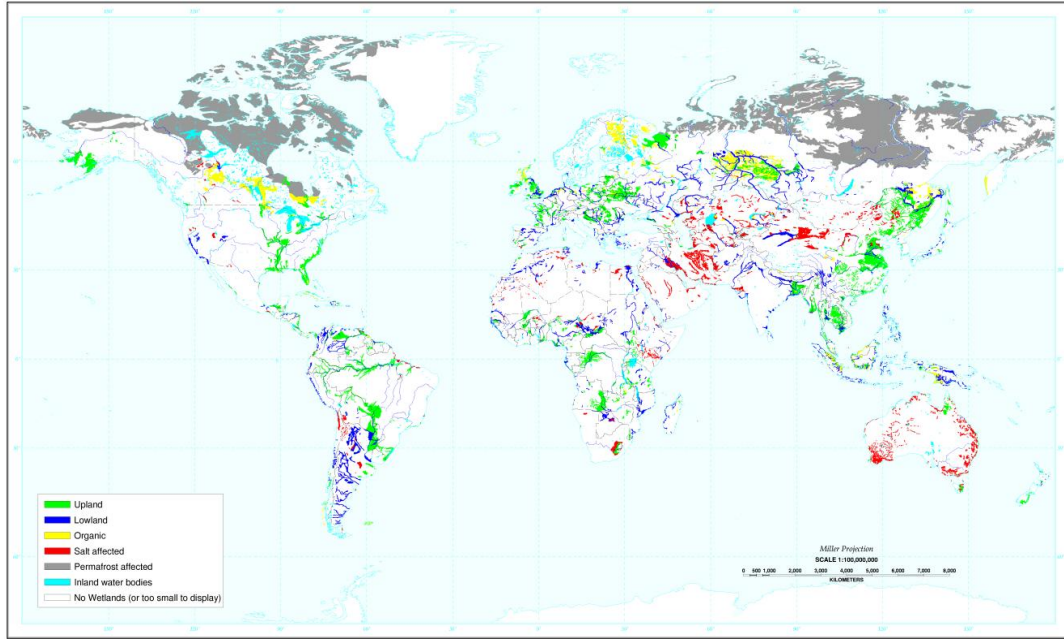 Upland
Lowland
Organic
Salt affected
Permafrost affected
Inland water bodies
No Wetlands (or too small to display)
Miller Projection
SCALE 1:100,000,000
0 500 1,000 2,000 3,000 4,000 5,000 6,000 7,000 8,000
KILOMETERS